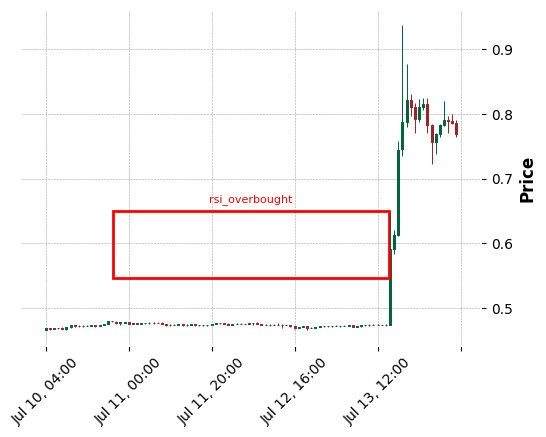 0.9
0.8
rsi_overbought
0.7
0.6
0.5
Price
Jul 10, 04:00
Jul 11, 00:00
Jul 11, 20:00
Jul 12, 16:00
Jul 13, 12:00